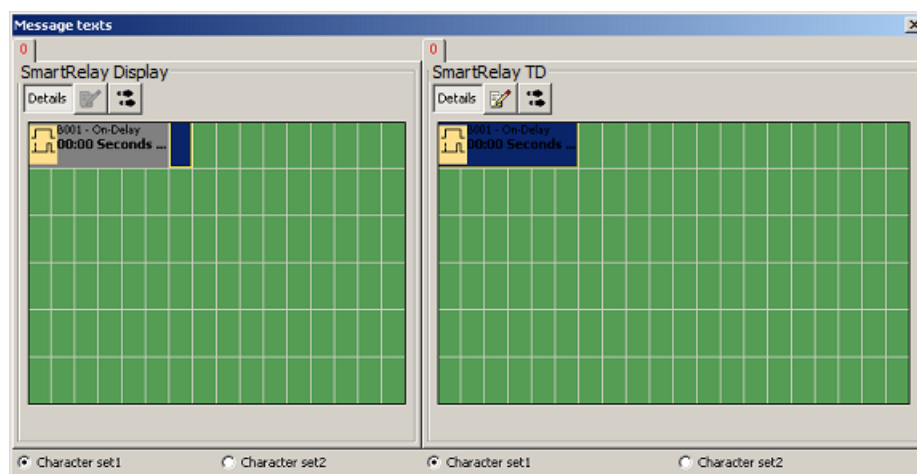 Message texts
0
SmartRelay Display
Details
B001 - On-Delay
00:00 Seconds ...
0
SmartRelay TD
Details
B001 - On-Delay
00:00 Seconds ...
Character set1 Character set2 Character set1 Character set2